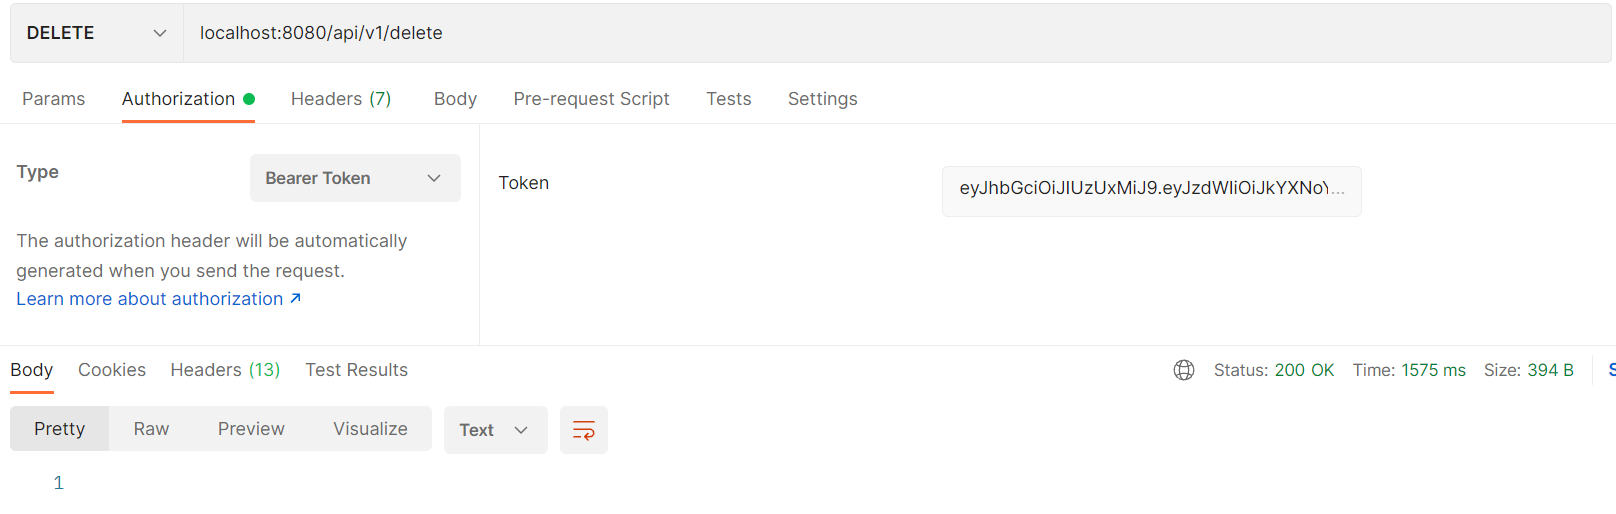 DELETE localhost:8080/api/v1/delete
Params Authorization Headers (7) Body Pre-request Script Tests Settings
Type Bearer Token
Token eyJhbGciOiJIUzUxMiJ9.eyJzdWIiOiJkYXNoY...
The authorization header will be automatically
generated when you send the request.
Learn more about authorization ↗
Body Cookies Headers (13) Test Results Status: 200 OK Time: 1575 ms Size: 394 B S
Pretty Raw Preview Visualize Text
1